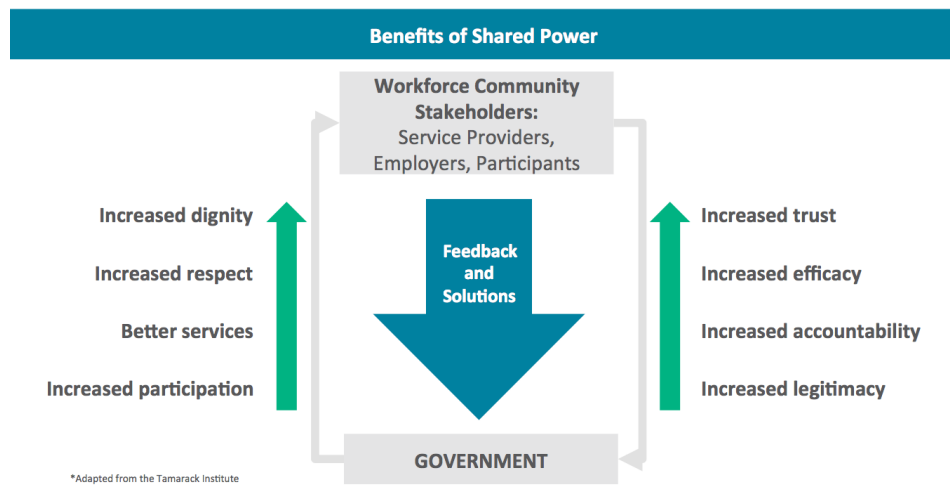 Benefits of Shared Power
Workforce Community
Stakeholders:
Service Providers,
Employers, Participants
Increased dignity
Increased respect
Better services
Increased participation
Feedback
and
Solutions
Increased trust
Increased efficacy
Increased accountability
Increased legitimacy
GOVERNMENT
*Adapted from the Tamarack Institute